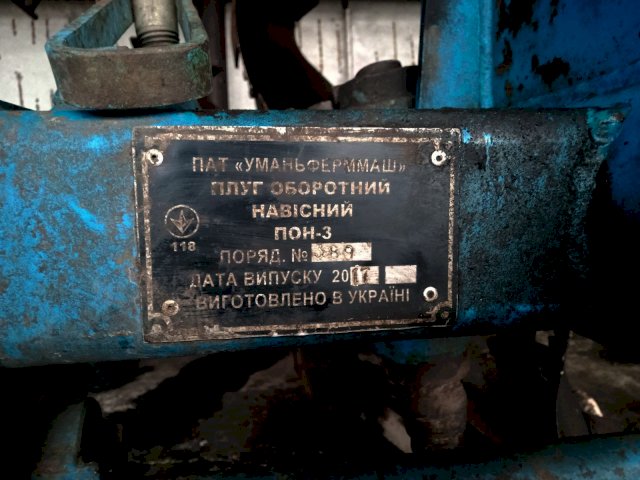 ПАТ «УМАНЬФЕРММАШ»
ПЛУГ ОБОРОТНИЙ
НАВІСНИЙ
ПОН-3
118
ПОРЯД. №
ДАТА ВИПУСКУ 20
ВИГОТОВЛЕНО В УКРАЇНІ